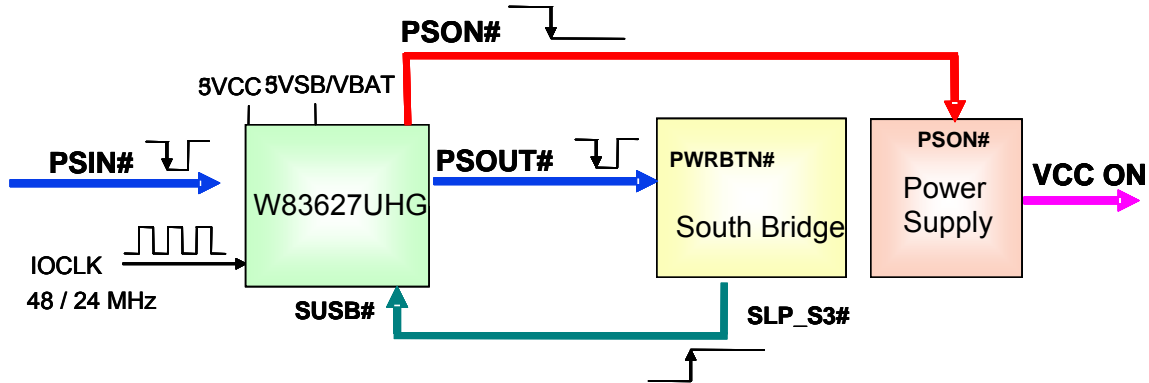 PSON#
5VCC 5VSB/VBAT
PSIN#
W83627UHG
PSOUT#
PWRBTN#
South Bridge
PSON#
Power
Supply
VCC ON
IOCLK
48 / 24 MHz
SUSB#
SLP_S3#